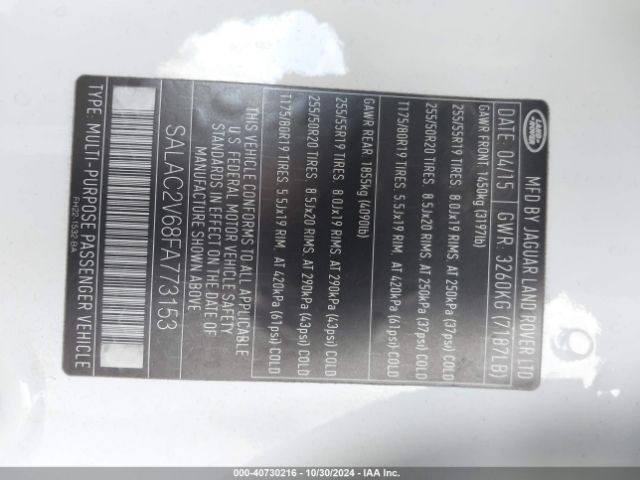 LAND ROVER
MFD BY JAGUAR LAND ROVER LTD
DATE: 04/15 GWR: 3260KG (7187LB)
GAWR FRONT: 1450kg (3197lb)
255/55R19 TIRES 8.0Jx19 RIMS. AT 250kPa (37psi) COLD
255/50R20 TIRES 8.5Jx20 RIMS. AT 250kPa (37psi) COLD
T175/80R19 TIRES 5.5Jx19 RIM. AT 420kPa (61psi) COLD
GAWR REAR: 1855kg (4090lb)
255/55R19 TIRES 8.0Jx19 RIMS. AT 290kPa (43psi) COLD
255/50R20 TIRES 8.5Jx20 RIMS. AT 290kPa (43psi) COLD
T175/80R19 TIRES 5.5Jx19 RIM. AT 420kPa (61psi) COLD
THIS VEHICLE CONFORMS TO ALL APPLICABLE
U S FEDERAL MOTOR VEHICLE SAFETY
STANDARDS IN EFFECT ON THE DATE OF
MANUFACTURE SHOWN ABOVE
SALAC2V68FA773153
TYPE: MULTI-PURPOSE PASSENGER VEHICLE
FH22-1532-BA
000-40730216 - 10/30/2024 - IAA Inc.